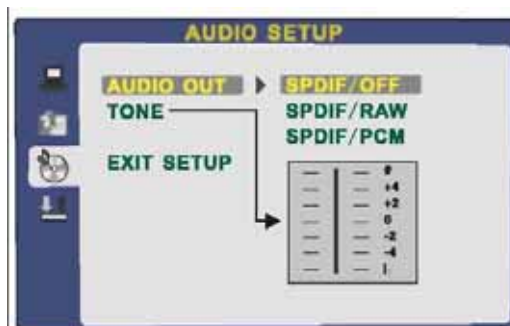 AUDIO SETUP
AUDIO OUT
SPDIF/OFF
TONE
SPDIF/RAW
SPDIF/PCM
EXIT SETUP
#
+4
+2
0
-2
-4